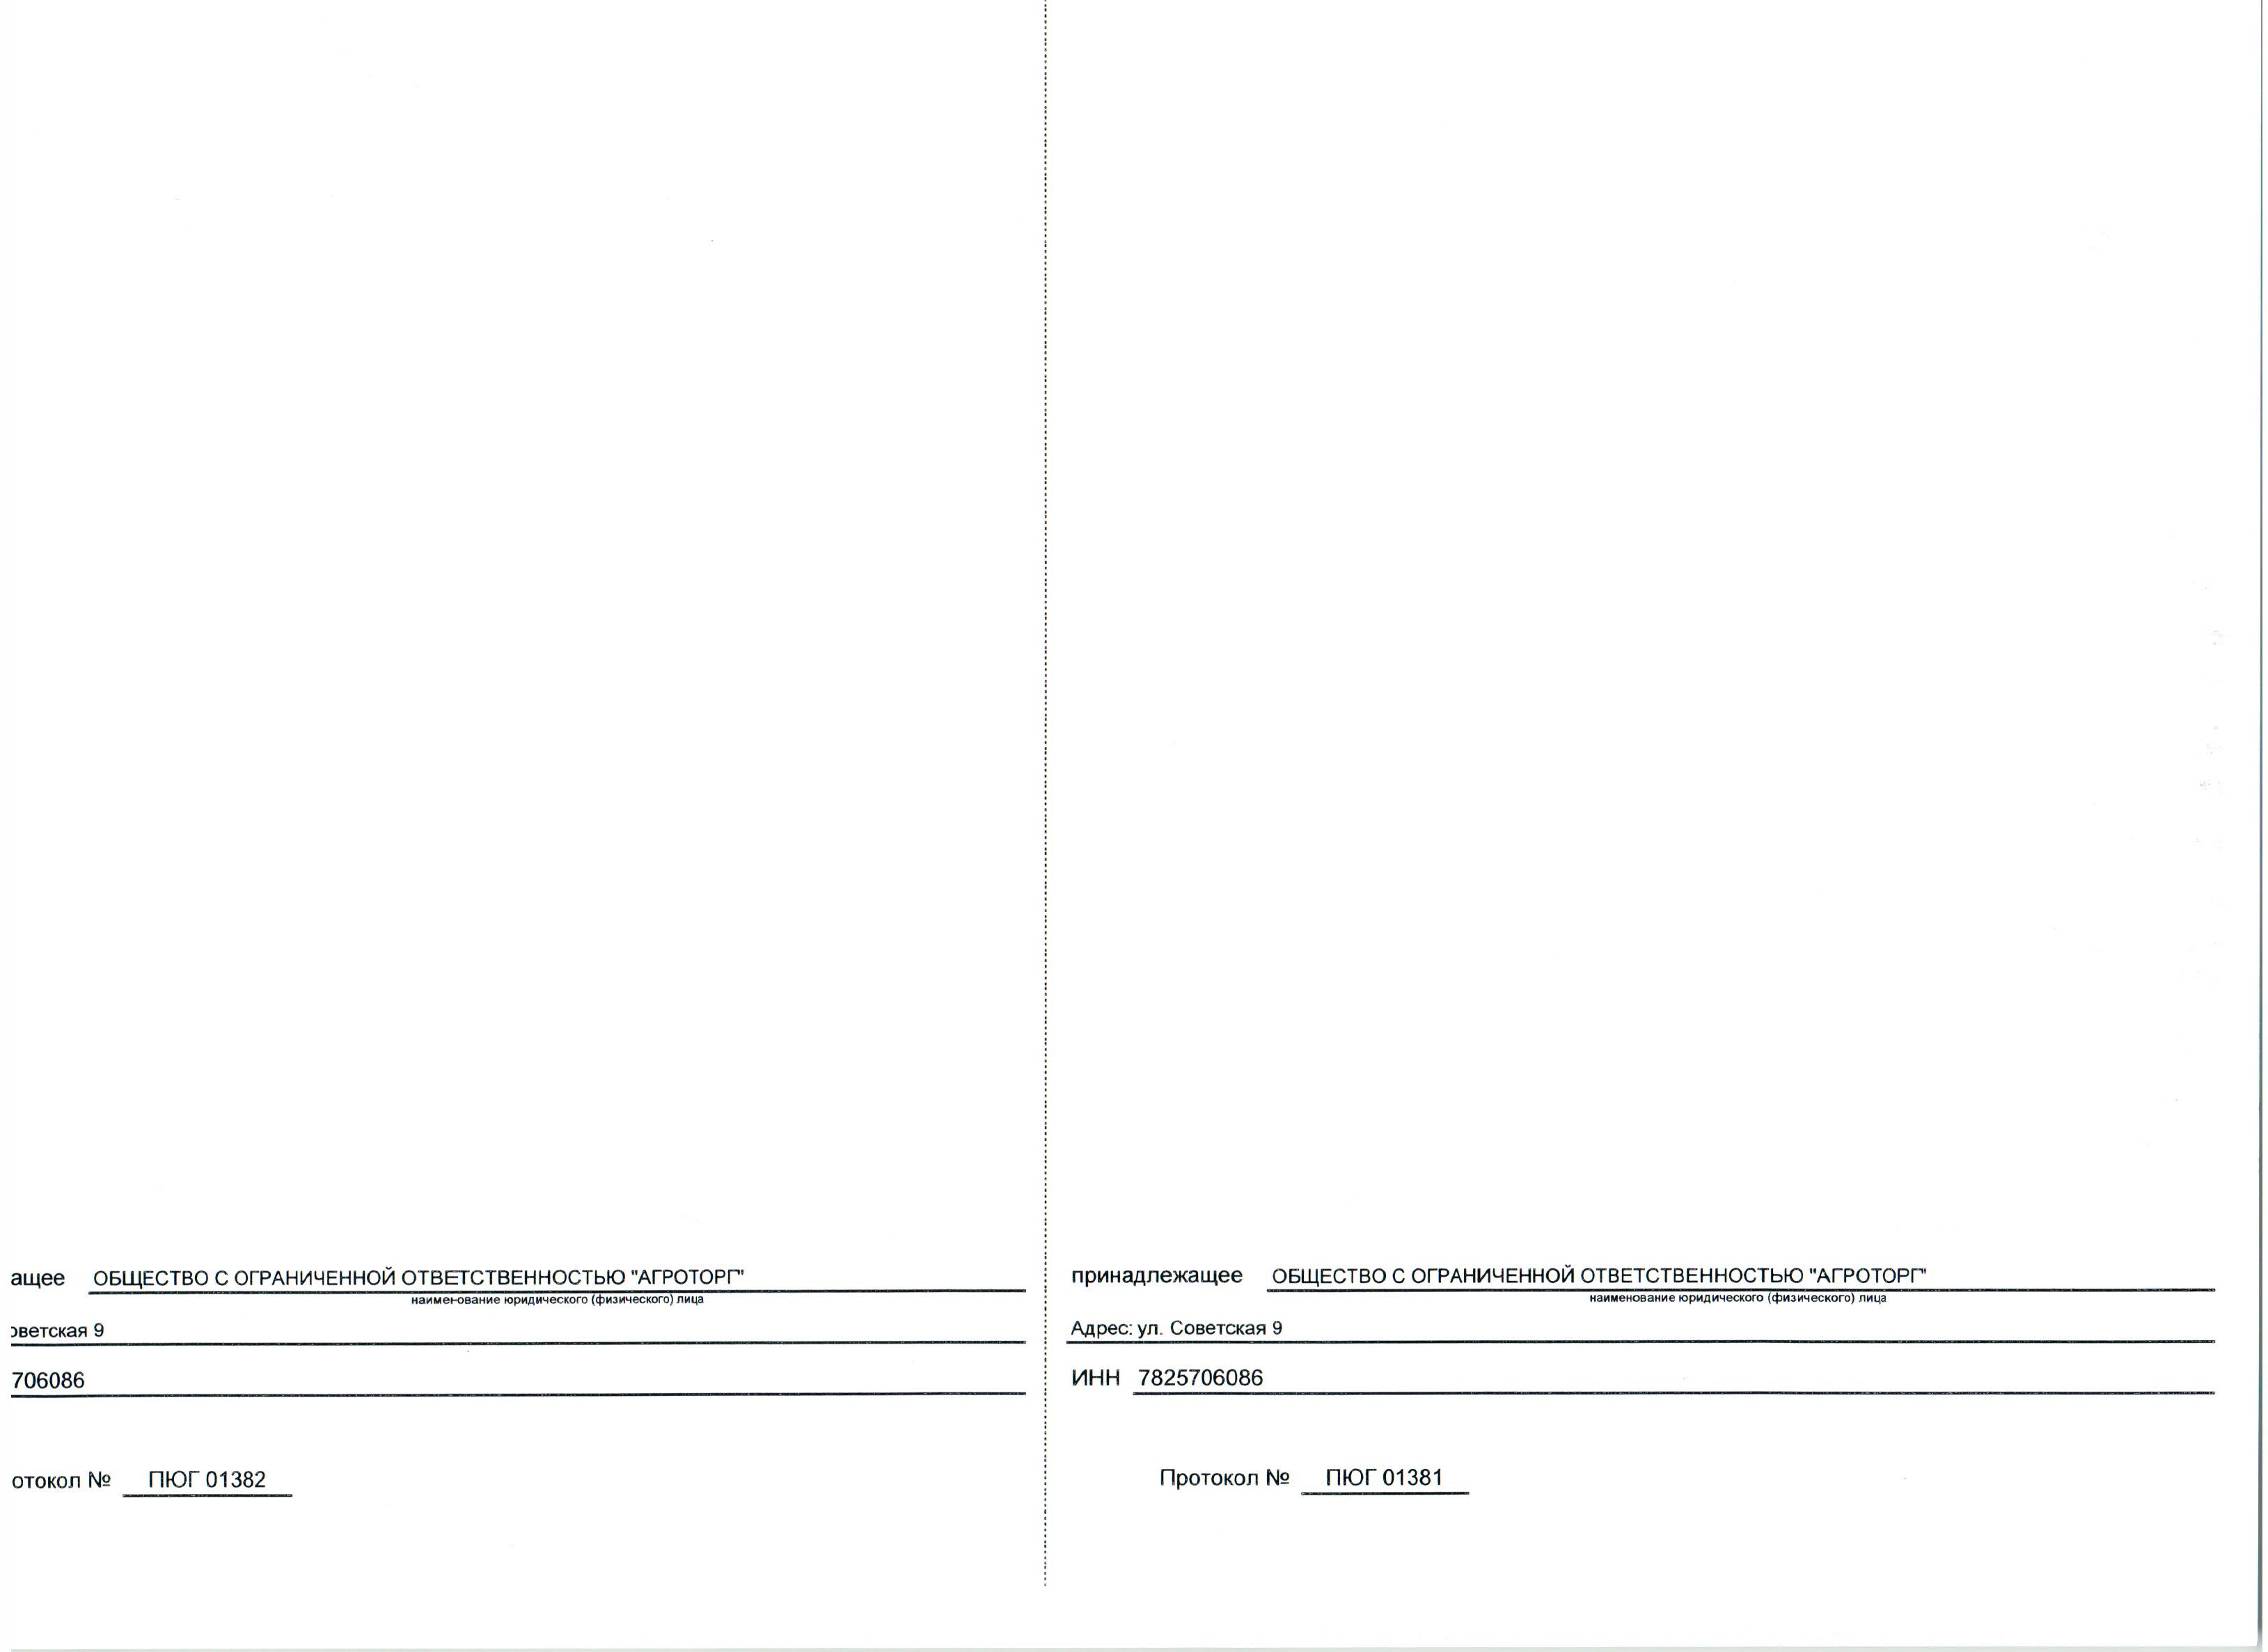 ащее ОБЩЕСТВО С ОГРАНИЧЕННОЙ ОТВЕТСТВЕННОСТЬЮ "АГРОТОРГ"
наименование юридического (физического) лица
оветская 9
706086
отокол № ПЮГ 01382
принадлежащее ОБЩЕСТВО С ОГРАНИЧЕННОЙ ОТВЕТСТВЕННОСТЬЮ "АГРОТОРГ"
наименование юридического (физического) лица
Адрес: ул. Советская 9
ИНН 7825706086
Протокол № ПЮГ 01381